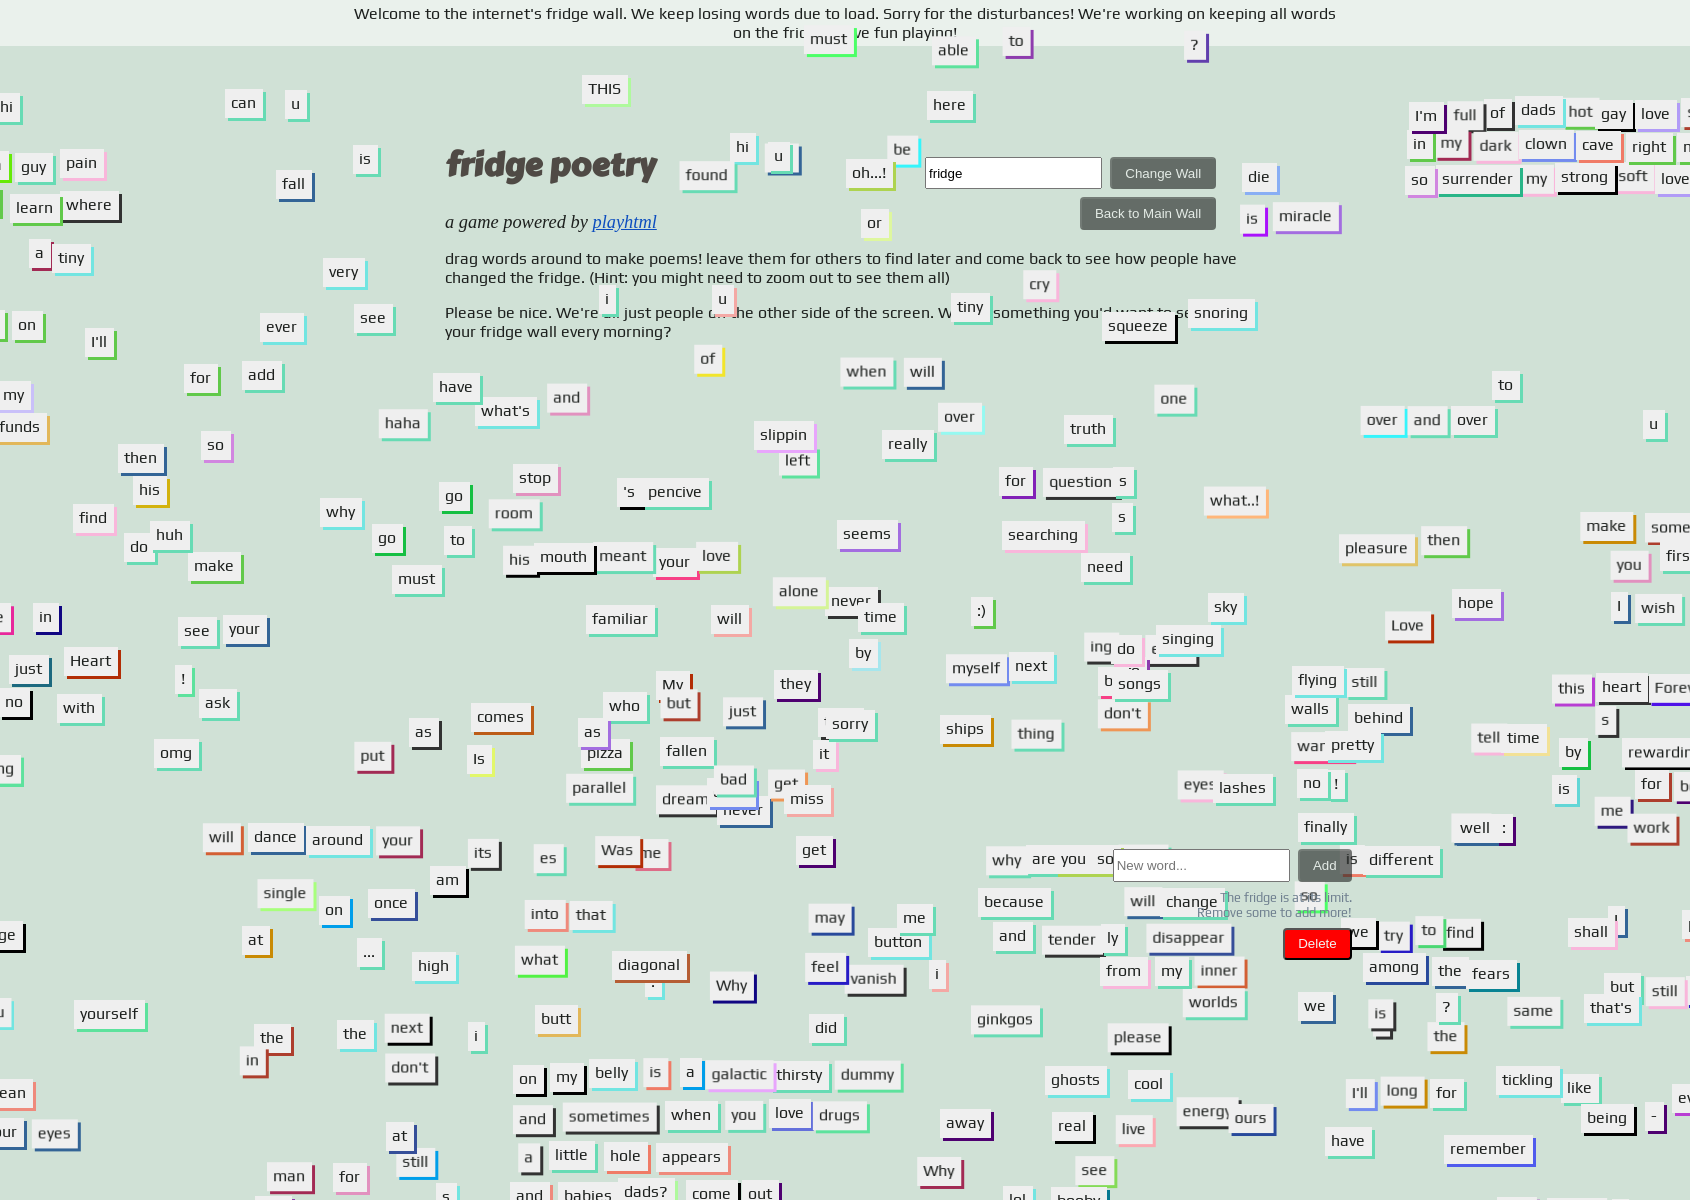 Welcome to the internet's fridge wall. We keep losing words due to load. Sorry for the disturbances! We're working on keeping all words
must able to ?
THIS
hi can u here
I'm full of dads hot gay love
guy pain is hi u be
in my dark clown cave right
fridge poetry
found oh...! fridge Change Wall die
fall
so surrender my strong soft love
learn where
Back to Main Wall
is miracle
a game powered by playhtml
or
a tiny
drag words around to make poems! leave them for others to find later and come back to see how people have
changed the fridge. (Hint: you might need to zoom out to see them all)
very cry
i u tiny snoring
Please be nice. We're just people the other side of the screen.
on I'll ever see squeeze
your fridge wall every morning?
of
for add when will
my have what's and one to
funds haha over truth
over and over u
so slippin really
then left
his stop 's pencive for question s
find why go room what..!
do huh go to seems searching s make
make his mouth meant your love pleasure then you
must need
alone never
in familiar will time :) sky hope I wish
see your Love
just Heart by ing do singing
! myself next
no with ask they b songs flying still this heart
who My but just don't walls behind s
as comes as sorry ships thing
omg put Is pizza fallen it war pretty tell time by
parallel dream bad never get miss eyes lashes no ! is for
me work
will dance around your finally well :
its es Was me get why are you so New word... Add is different
am
single on once because will change so
The fridge is at its limit.
Remove some to add more!
into that may me
at button and tender ly disappear Delete we try to find shall !
... high what diagonal feel vanish i from my inner among the fears
Why but still
yourself butt did ginkgos worlds we is ? same that's
the the next i please the
in don't
on my belly is a galactic thirsty dummy ghosts cool I'll long for tickling like
and sometimes when you love drugs away real live energy ours being -
eyes at have
a little hole appears remember
still Why see
man for
s and babies dads? come out lol booby